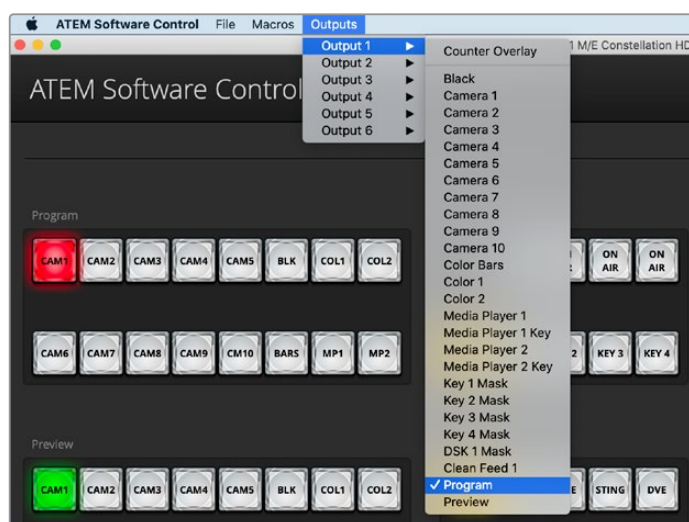 ATEM Software Control File Macros Outputs
1 M/E Constellation HD
ATEM Software Control
Output 1
Output 2
Output 3
Output 4
Output 5
Output 6
Counter Overlay
Black
Camera 1
Camera 2
Camera 3
Camera 4
Camera 5
Camera 6
Camera 7
Camera 8
Camera 9
Camera 10
Color Bars
Color 1
Color 2
Media Player 1
Media Player 1 Key
Media Player 2
Media Player 2 Key
Key 1 Mask
Key 2 Mask
Key 3 Mask
Key 4 Mask
DSK 1 Mask
Clean Feed 1
Program
Preview
Program
CAM1 CAM2 CAM3 CAM4 CAM5 BLK COL1 COL2
ON AIR ON AIR
CAM6 CAM7 CAM8 CAM9 CM10 BARS MP1 MP2
2 KEY 3 KEY 4
Preview
CAM1 CAM2 CAM3 CAM4 CAM5 BLK COL1 COL2
E STING DVE